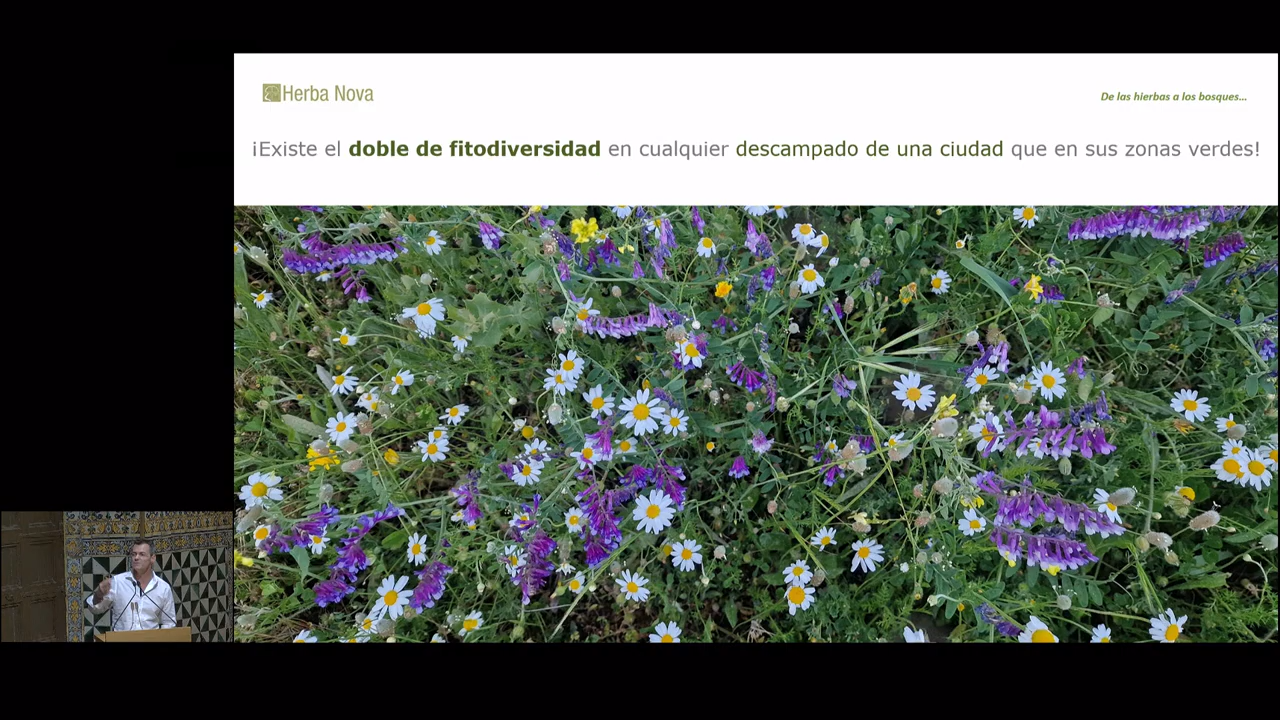 Herba Nova
De las hierbas a los bosques...
¡Existe el doble de fitodiversidad en cualquier descampado de una ciudad que en sus zonas verdes!